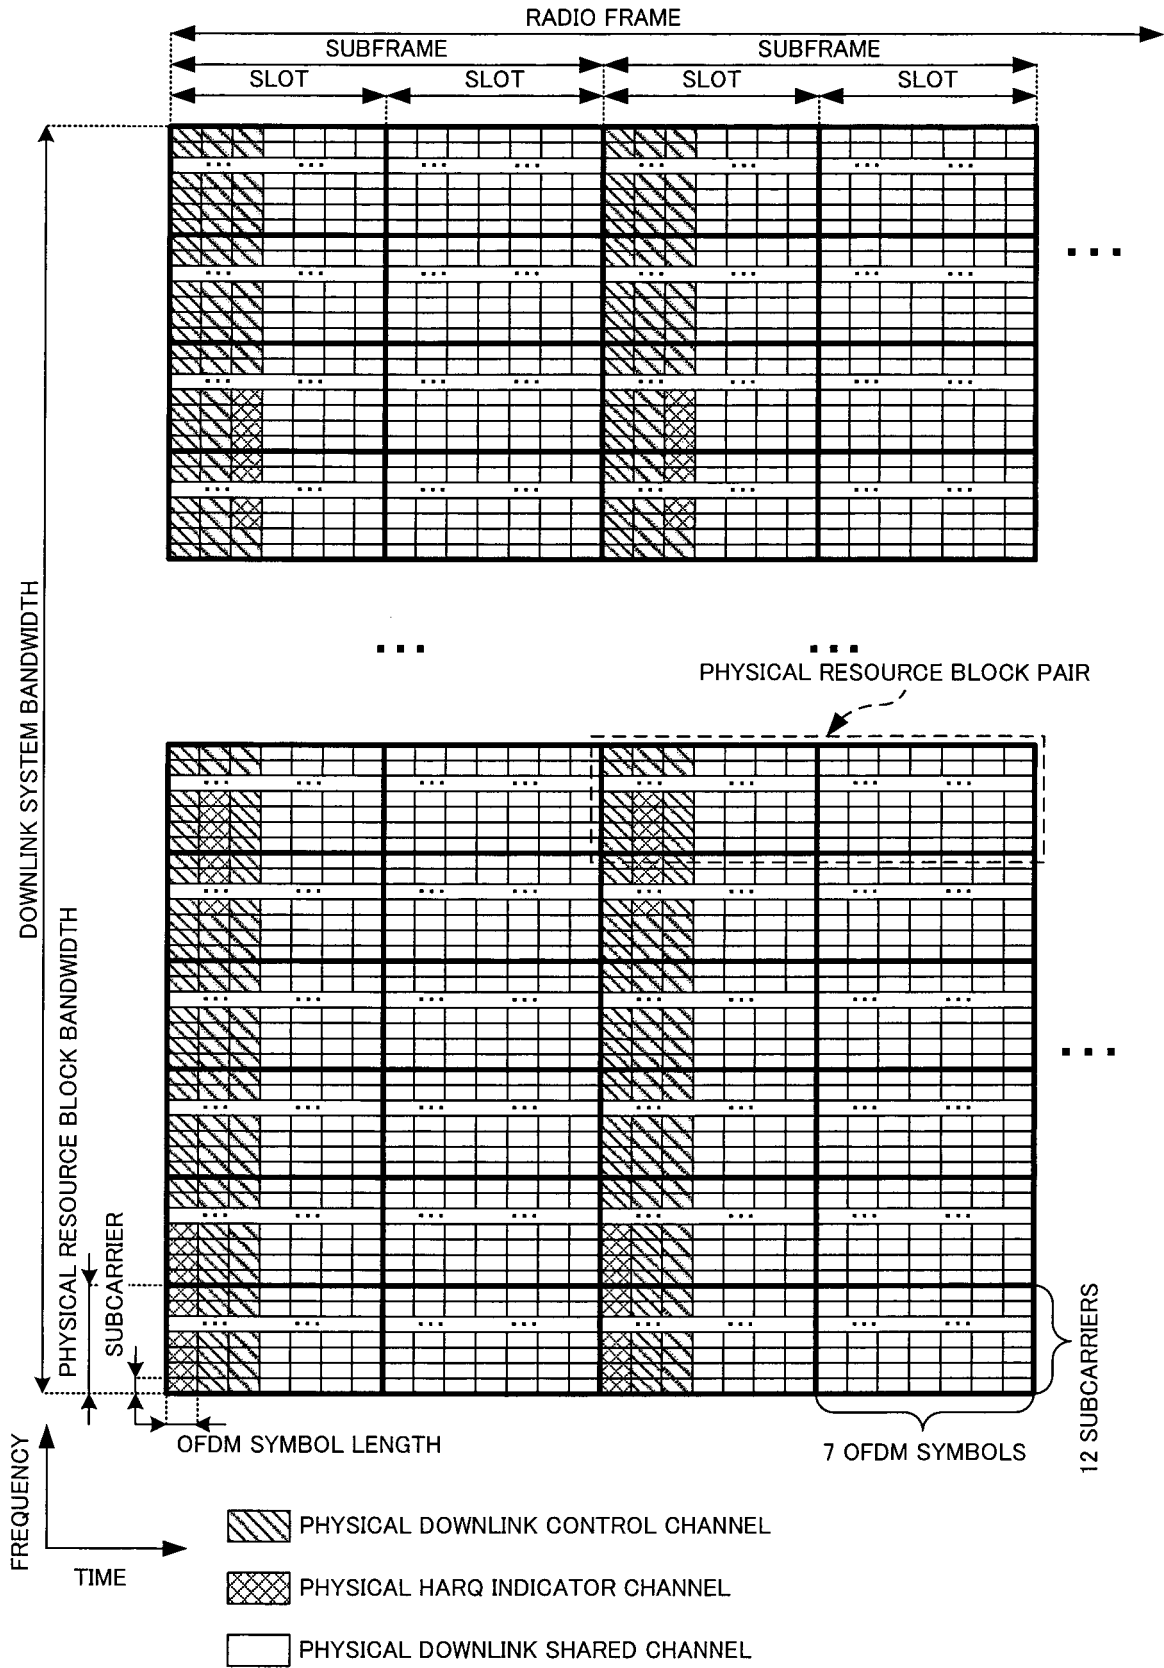 RADIO FRAME
SUBFRAME
SUBFRAME
SLOT
SLOT
SLOT
SLOT
DOWNLINK SYSTEM BANDWIDTH
PHYSICAL RESOURCE BLOCK PAIR
PHYSICAL RESOURCE BLOCK BANDWIDTH
SUBCARRIER
12 SUBCARRIERS
OFDM SYMBOL LENGTH
7 OFDM SYMBOLS
FREQUENCY
TIME
PHYSICAL DOWNLINK CONTROL CHANNEL
PHYSICAL HARQ INDICATOR CHANNEL
PHYSICAL DOWNLINK SHARED CHANNEL